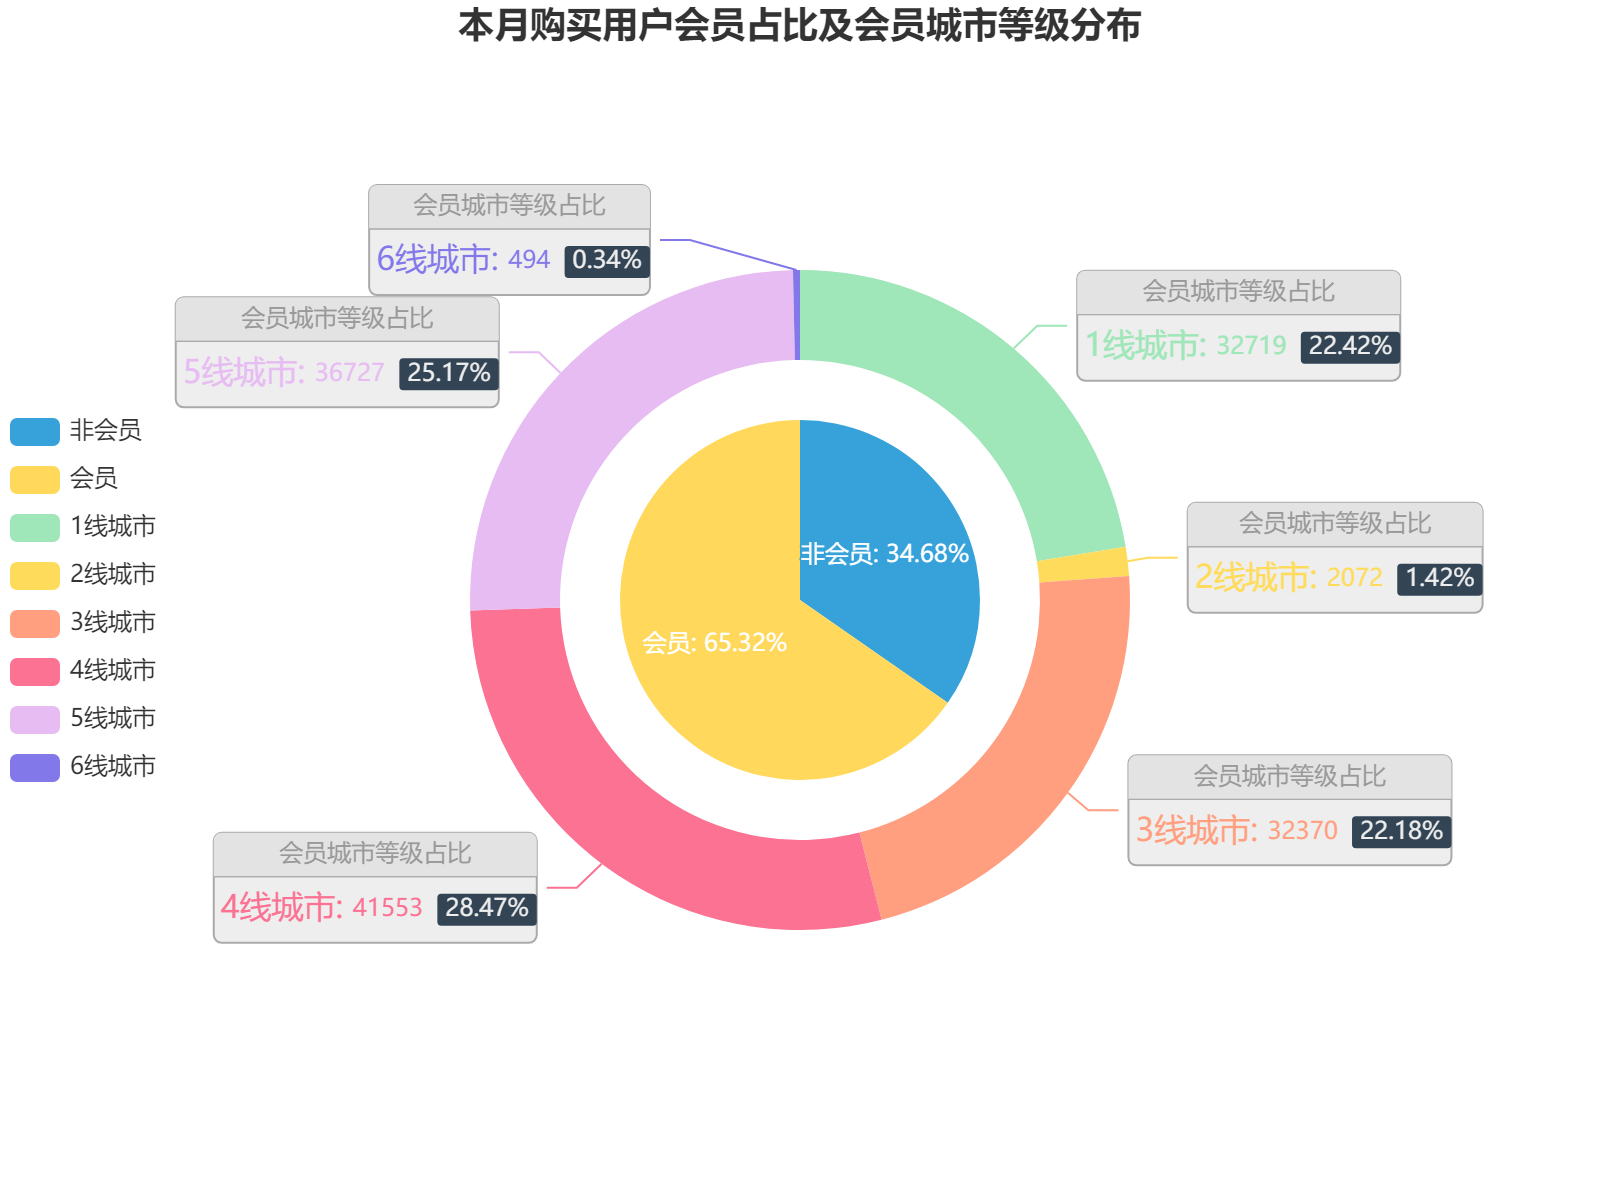 本月购买用户会员占比及会员城市等级分布
会员城市等级占比
6线城市: 494 0.34%
会员城市等级占比
1线城市: 32719 22.42%
会员城市等级占比
5线城市: 36727 25.17%
非会员
会员
1线城市
2线城市
3线城市
4线城市
5线城市
6线城市
非会员: 34.68%
会员: 65.32%
会员城市等级占比
2线城市: 2072 1.42%
会员城市等级占比
3线城市: 32370 22.18%
会员城市等级占比
4线城市: 41553 28.47%